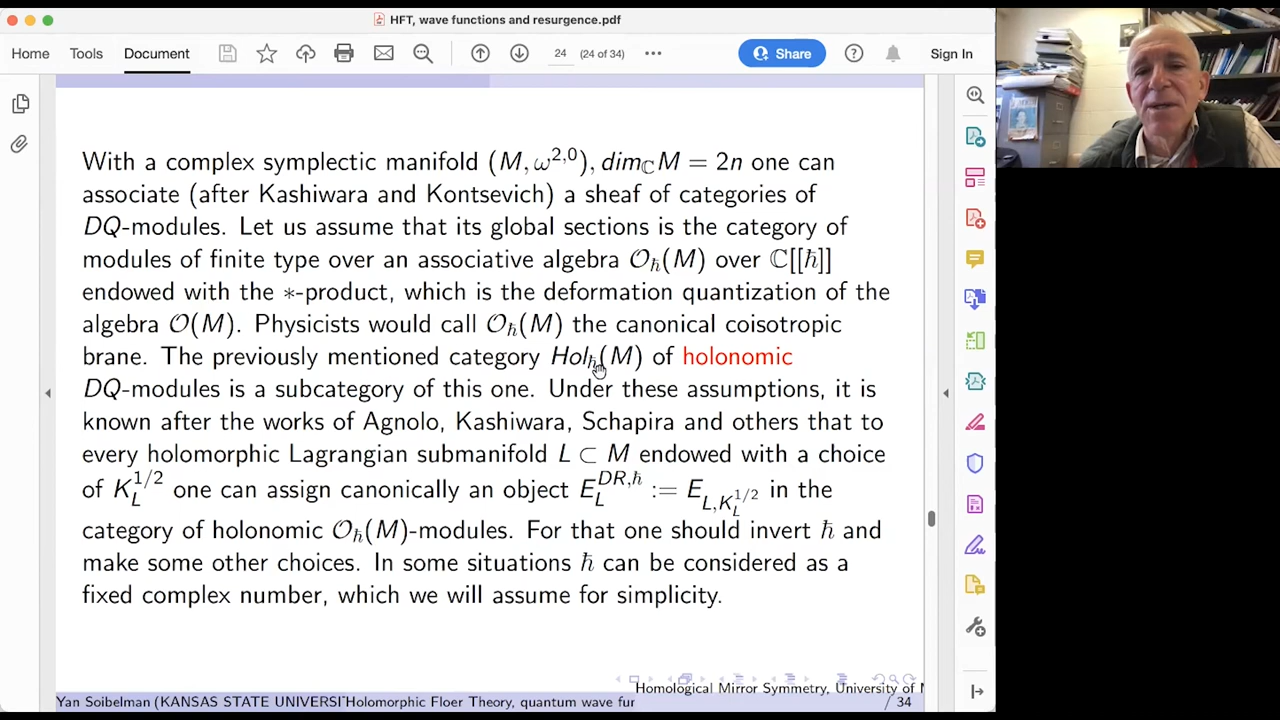 HFT, wave functions and resurgence.pdf
Home Tools Document 24 (24 of 34) Share Sign In
With a complex symplectic manifold (M, ω^{2,0}), dim_ℂ M = 2n one can
associate (after Kashiwara and Kontsevich) a sheaf of categories of
DQ-modules. Let us assume that its global sections is the category of
modules of finite type over an associative algebra 𝒪_ℏ(M) over ℂ[[ℏ]]
endowed with the ∗-product, which is the deformation quantization of the
algebra 𝒪(M). Physicists would call 𝒪_ℏ(M) the canonical coisotropic
brane. The previously mentioned category Hol_ℏ(M) of holonomic
DQ-modules is a subcategory of this one. Under these assumptions, it is
known after the works of Agnolo, Kashiwara, Schapira and others that to
every holomorphic Lagrangian submanifold L ⊂ M endowed with a choice
of K_L^{1/2} one can assign canonically an object E_L^{DR,ℏ} := E_{L,K_L^{1/2}} in the
category of holonomic 𝒪_ℏ(M)-modules. For that one should invert ℏ and
make some other choices. In some situations ℏ can be considered as a
fixed complex number, which we will assume for simplicity.
Homological Mirror Symmetry, University of
Yan Soibelman (KANSAS STATE UNIVERSI Holomorphic Floer Theory, quantum wave fur / 34